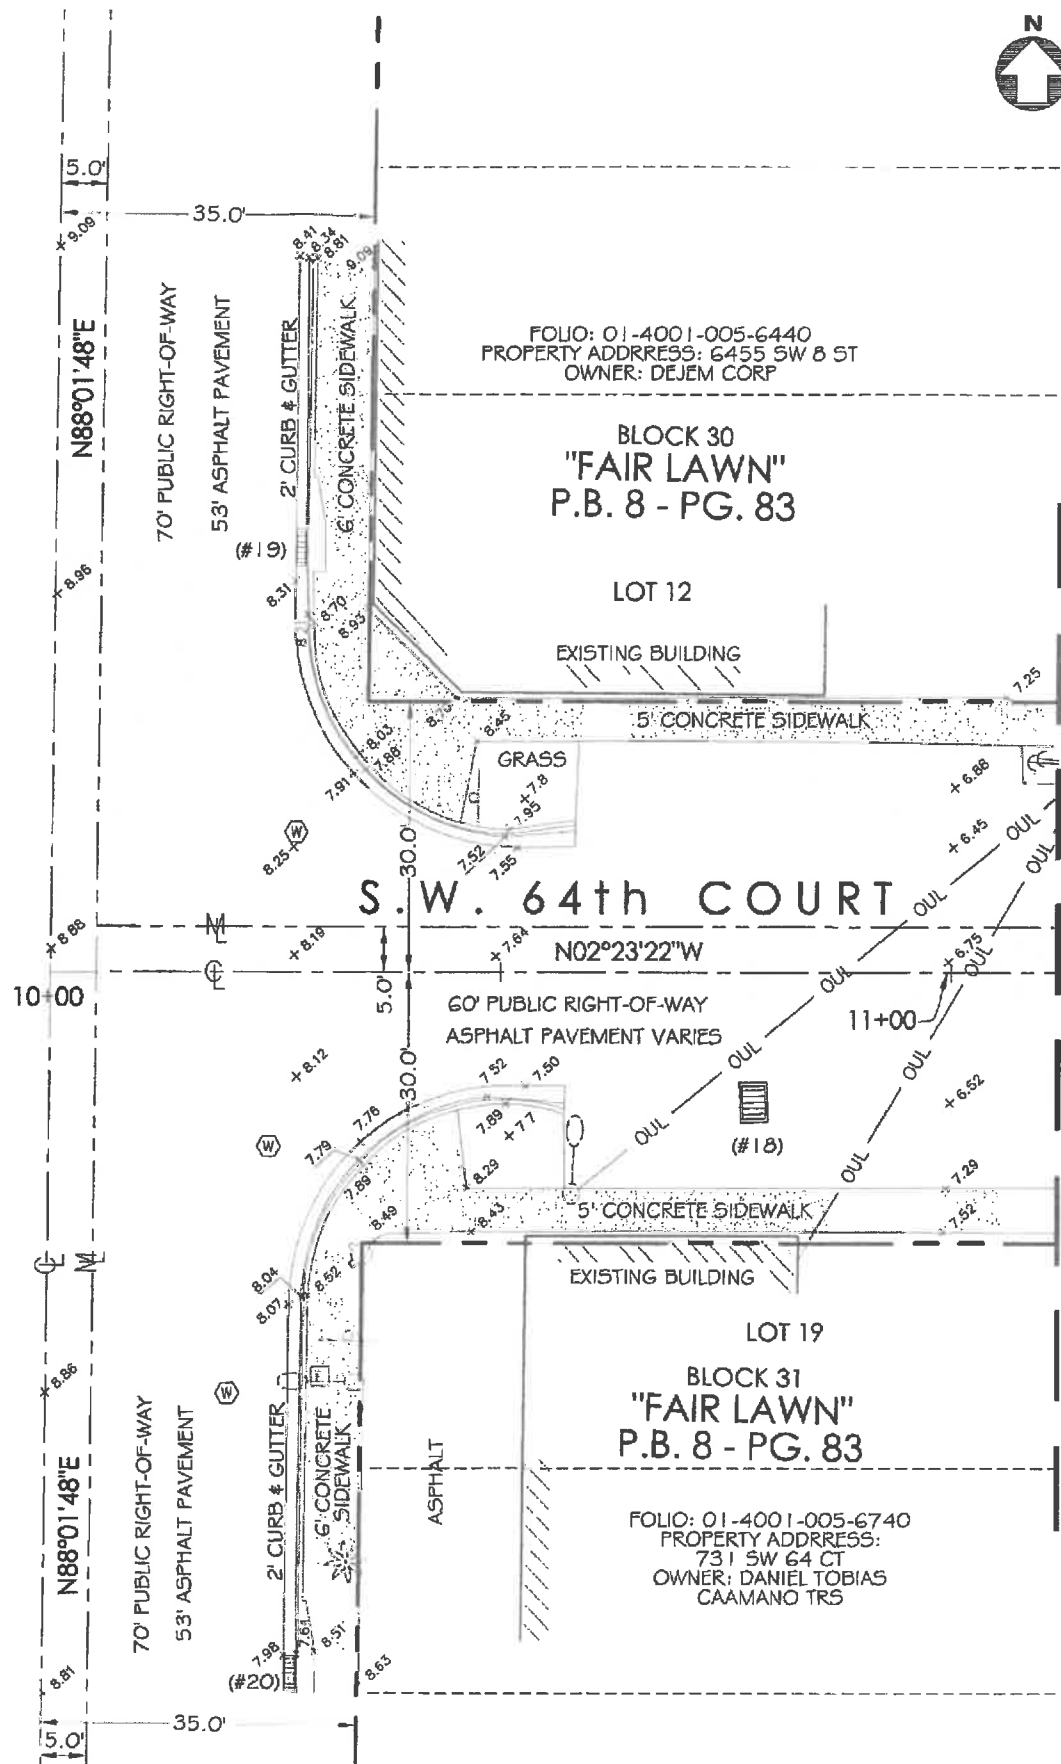 N
5.0'
35.0'
9.09
8.41
8.34
8.81
9.09
N88°01'48"E
70' PUBLIC RIGHT-OF-WAY
53' ASPHALT PAVEMENT
2' CURB & GUTTER
6' CONCRETE SIDEWALK
FOLIO: 01-4001-005-6440
PROPERTY ADDRRESS: 6455 SW 8 ST
OWNER: DEJEM CORP
BLOCK 30
"FAIR LAWN"
P.B. 8 - PG. 83
(#19)
8.96
8.31
8.70
8.93
LOT 12
EXISTING BUILDING
7.25
8.73
8.45
5' CONCRETE SIDEWALK
8.03
7.88
7.91
GRASS
+7.8
7.95
+6.88
W
8.25
7.52
7.55
30.0'
+6.45
OUL
OUL
S.W. 64th COURT
OUL
8.88
+8.19
5.0'
7.64
N02°23'22"W
6.75
OUL
OUL
10+00
60' PUBLIC RIGHT-OF-WAY
ASPHALT PAVEMENT VARIES
11+00
30.0'
+8.12
7.52
7.50
OUL
OUL
+6.52
7.76
7.89
+7.7
OUL
(#18)
OUL
W
7.79
7.89
8.29
7.29
8.49
8.43
5' CONCRETE SIDEWALK
7.52
8.04
8.07
8.52
EXISTING BUILDING
LOT 19
8.86
W
BLOCK 31
"FAIR LAWN"
P.B. 8 - PG. 83
N88°01'48"E
70' PUBLIC RIGHT-OF-WAY
53' ASPHALT PAVEMENT
2' CURB & GUTTER
6' CONCRETE
SIDEWALK
ASPHALT
FOLIO: 01-4001-005-6740
PROPERTY ADDRRESS:
731 SW 64 CT
OWNER: DANIEL TOBIAS
CAAMANO TRS
7.98
7.61
8.51
8.63
8.81
(#20)
35.0'
5.0'